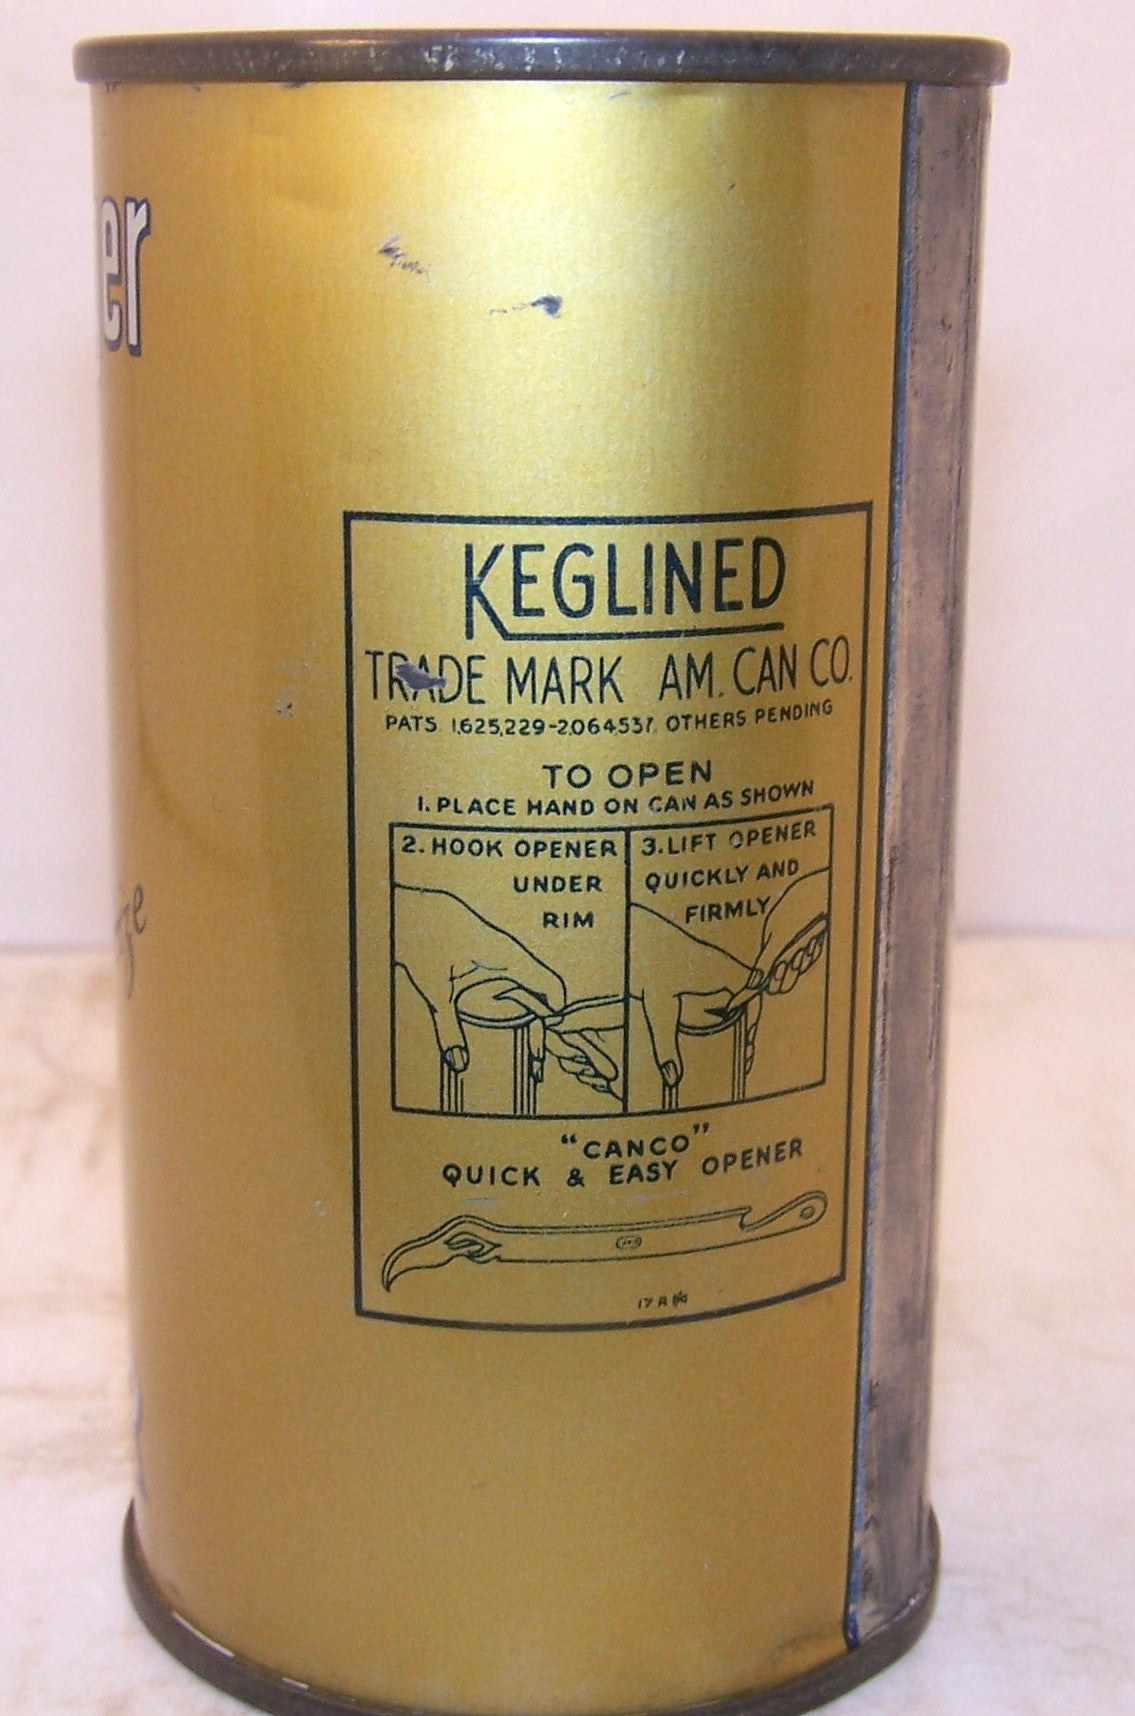 er
KEGLINED
TRADE MARK AM. CAN CO.
PATS 1,625,229-2,064,537. OTHERS PENDING
TO OPEN
1. PLACE HAND ON CAN AS SHOWN
2. HOOK OPENER
UNDER
RIM
3. LIFT OPENER
QUICKLY AND
FIRMLY
"CANCO"
QUICK & EASY OPENER
17 A